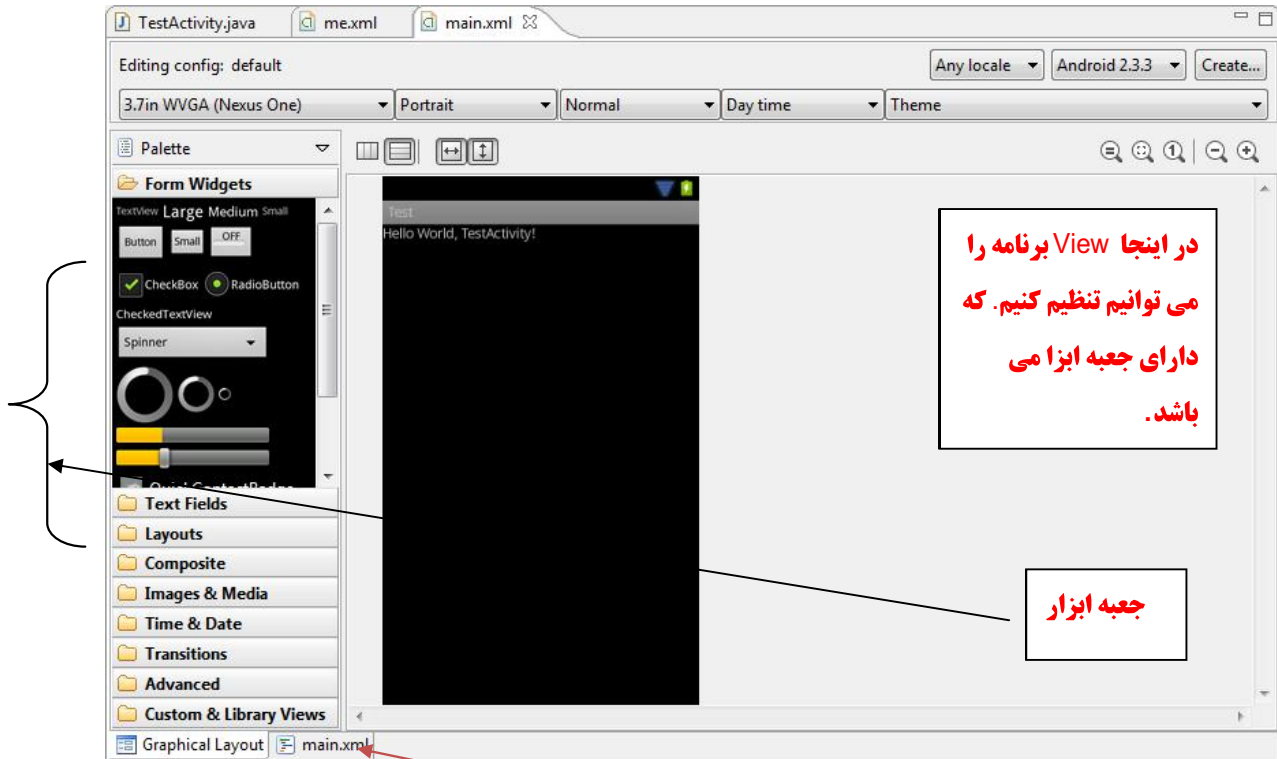 TestActivity.java me.xml main.xml
Editing config: default Any locale Android 2.3.3 Create...
3.7in WVGA (Nexus One) Portrait Normal Day time Theme
Palette
Form Widgets
TextView Large Medium Small
Button Small OFF
CheckBox RadioButton
CheckedTextView
Spinner
QuickContactBadge
Text Fields
Layouts
Composite
Images & Media
Time & Date
Transitions
Advanced
Custom & Library Views
Graphical Layout main.xml
Test
Hello World, TestActivity!
در اینجا View برنامه را
می توانیم تنظیم کنیم. که
دارای جعبه ابزا می
باشد.
جعبه ابزار